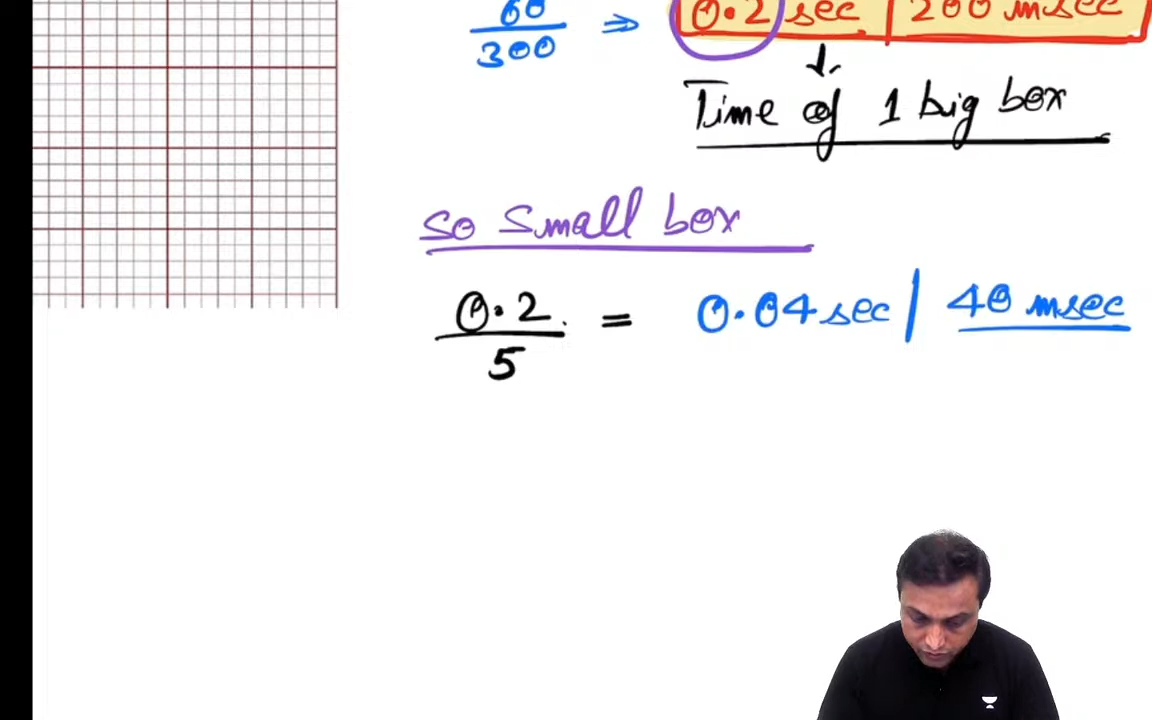 60 ⇒ 0.2 sec | 200 msec
300
Time of 1 big box
so small box
0.2 = 0.04 sec | 40 msec
5